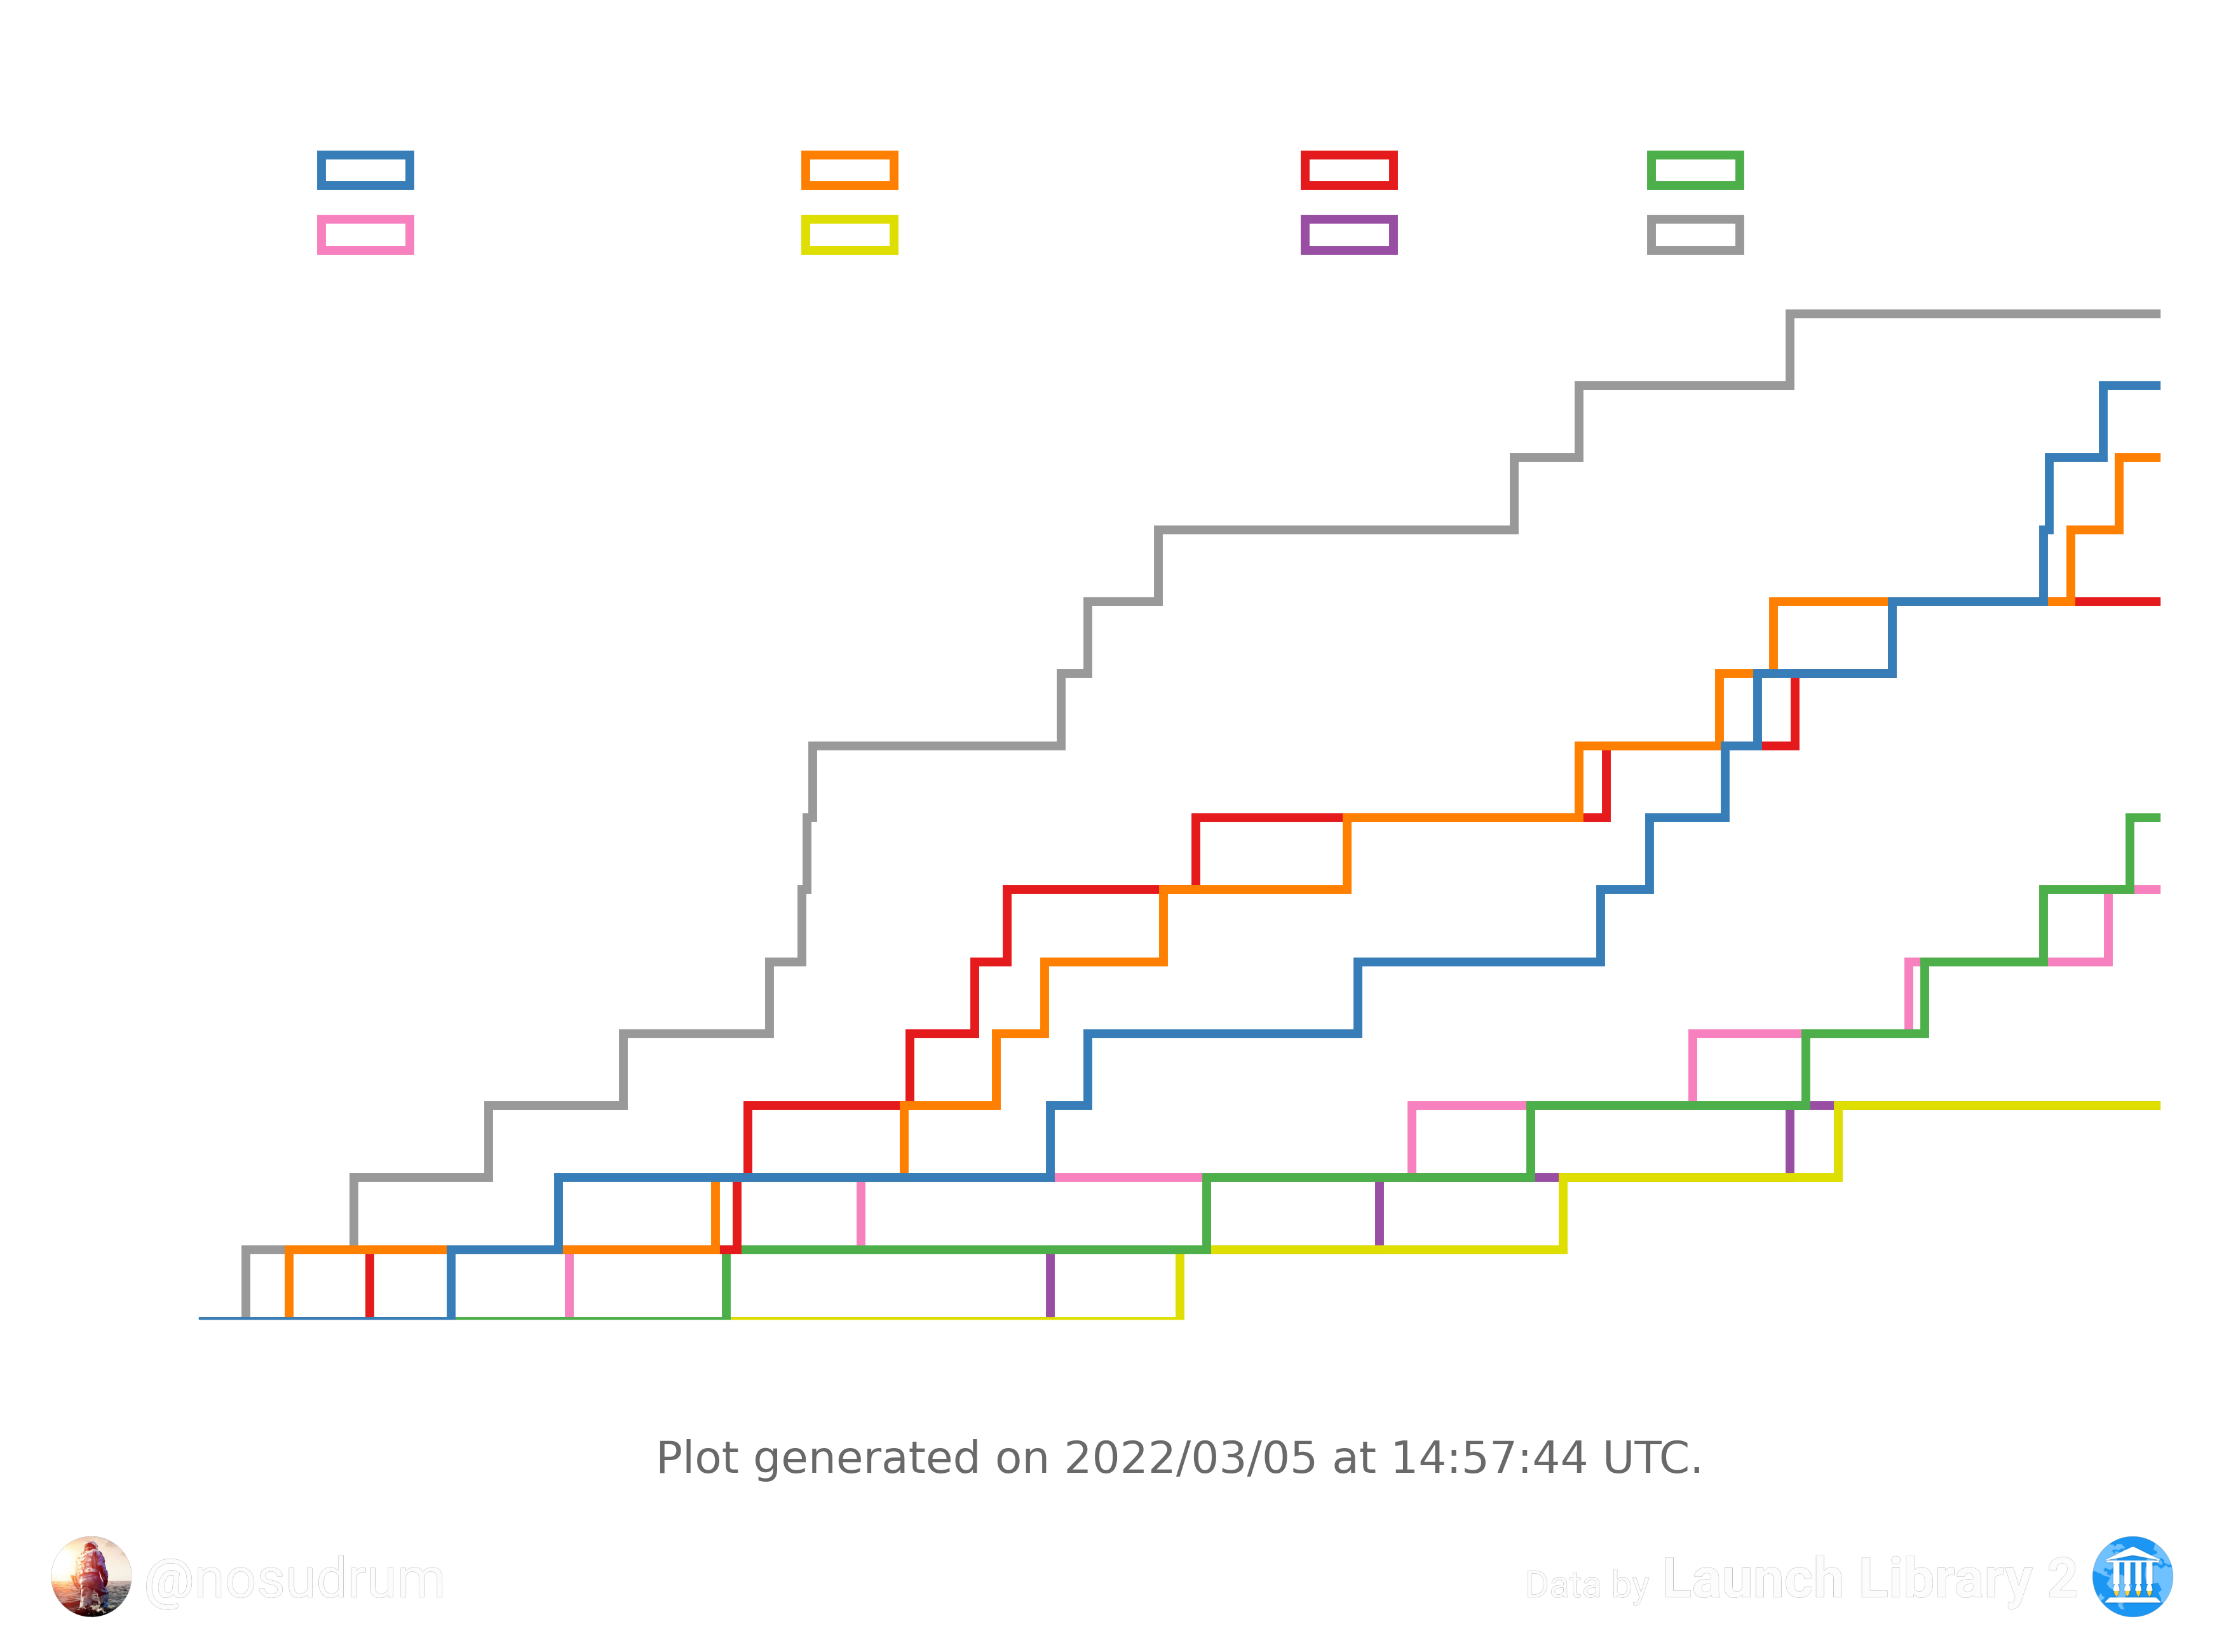 Plot generated on 2022/03/05 at 14:57:44 UTC.
@nosudrum
Data by Launch Library 2